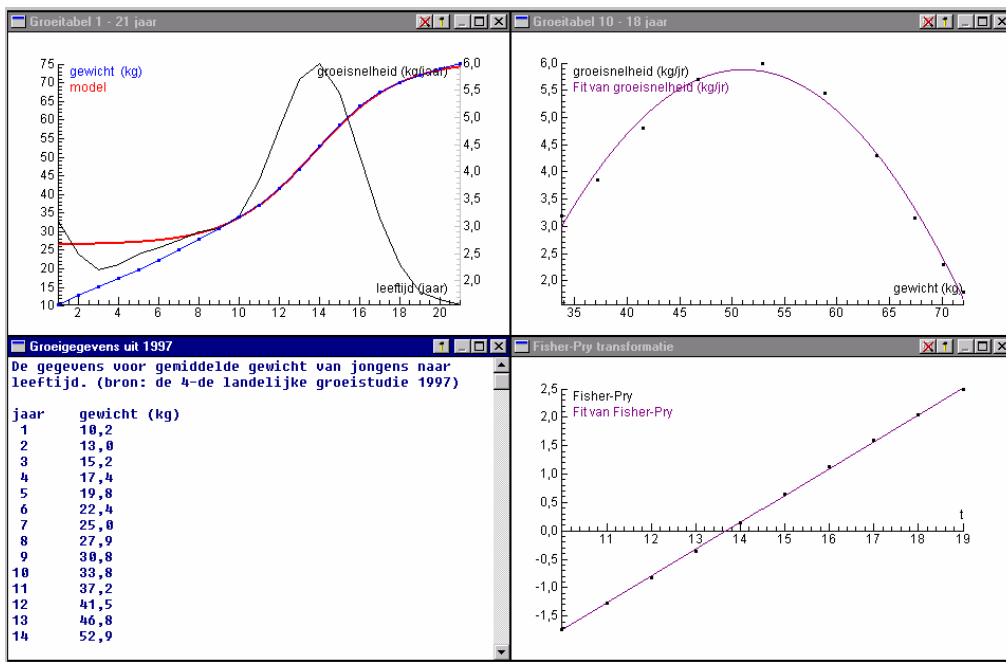 Groeitabel 1 - 21 jaar
gewicht (kg)
model
groeisnelheid (kg/jaar)
75
70
65
60
55
50
45
40
35
30
25
20
15
10
6,0
5,5
5,0
4,5
4,0
3,5
3,0
2,5
2,0
leeftijd (jaar)
2 4 6 8 10 12 14 16 18 20
Groeitabel 10 - 18 jaar
groeisnelheid (kg/jr)
Fit van groeisnelheid (kg/jr)
6,0
5,5
5,0
4,5
4,0
3,5
3,0
2,5
2,0
gewicht (kg)
35 40 45 50 55 60 65 70
Groeigegevens uit 1997
De gegevens voor gemiddelde gewicht van jongens naar
leeftijd. (bron: de 4-de landelijke groeistudie 1997)
jaar gewicht (kg)
1 10,2
2 13,0
3 15,2
4 17,4
5 19,8
6 22,4
7 25,0
8 27,9
9 30,8
10 33,8
11 37,2
12 41,5
13 46,8
14 52,9
Fisher-Pry transformatie
Fisher-Pry
Fit van Fisher-Pry
2,5
2,0
1,5
1,0
0,5
0,0
-0,5
-1,0
-1,5
t
11 12 13 14 15 16 17 18 19